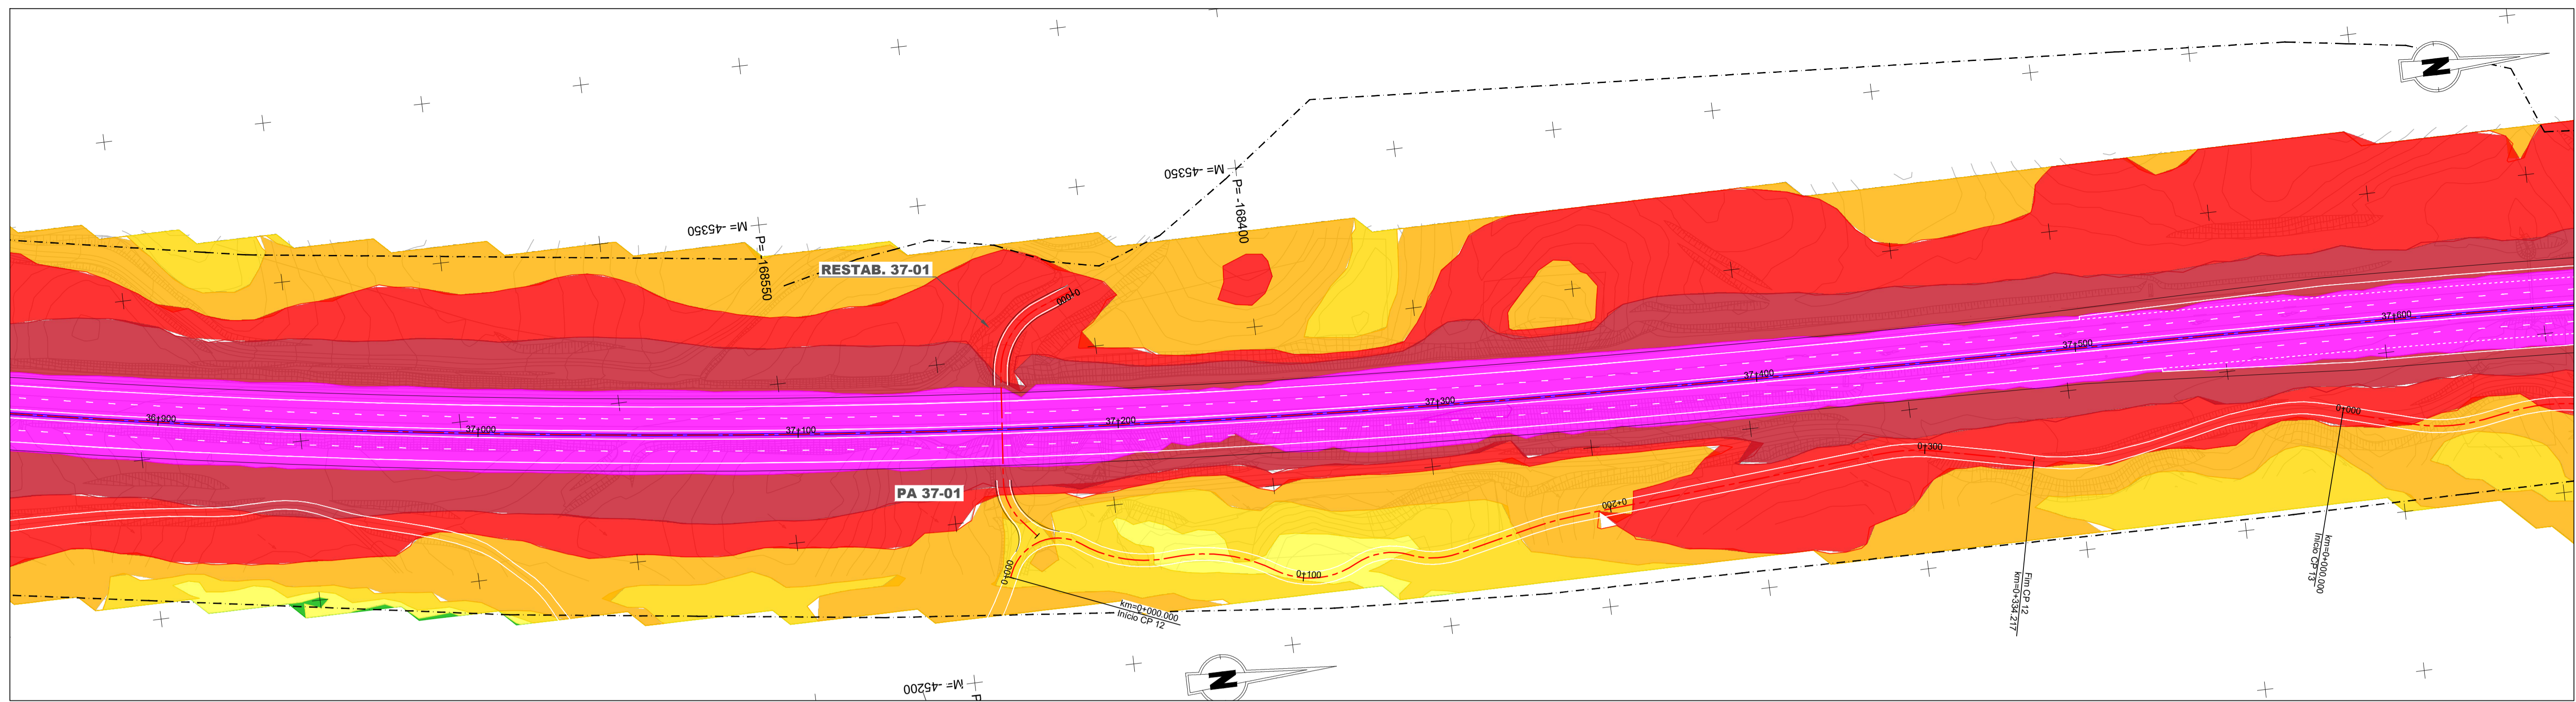 N
M= -45350
P= -168400
M= -45350
P= -168550
RESTAB. 37-01
0+000
37+600
37+500
37+400
37+300
37+200
37+100
37+000
36+900
0+000
0+300
0+200
PA 37-01
0+100
0+000
km=0+000.000
Início CP 12
Fim CP 12
km=0+334.217
km=0+000.000
Início CP 13
M= -45200
N